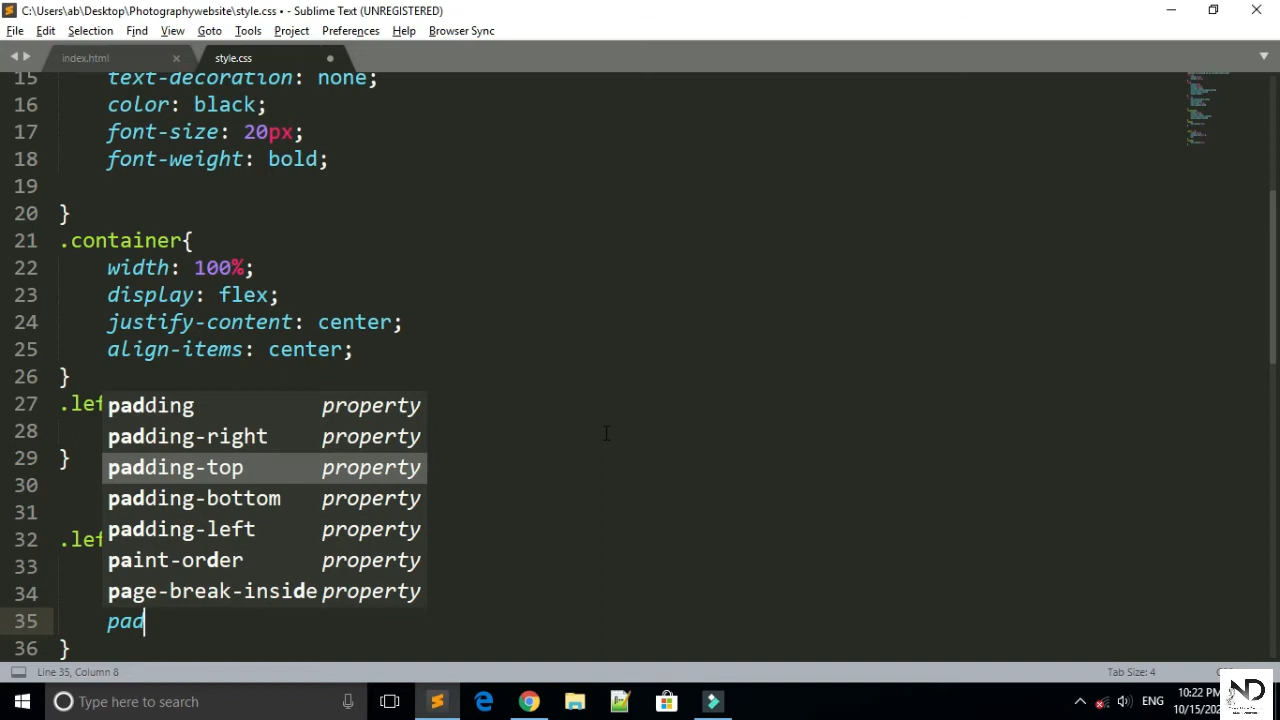 C:\Users\ab\Desktop\Photographywebsite\style.css • - Sublime Text (UNREGISTERED)
File Edit Selection Find View Goto Tools Project Preferences Help Browser Sync
index.html style.css
15 text-decoration: none;
16 color: black;
17 font-size: 20px;
18 font-weight: bold;
19
20 }
21 .container{
22 width: 100%;
23 display: flex;
24 justify-content: center;
25 align-items: center;
26 }
27 .lef padding property
28 padding-right property
29 } padding-top property
30 padding-bottom property
31 padding-left property
32 .lef paint-order property
33
34 page-break-inside property
35 pad
36 }
Line 35, Column 8 Tab Size: 4
Type here to search ENG 10:22 PM
ND